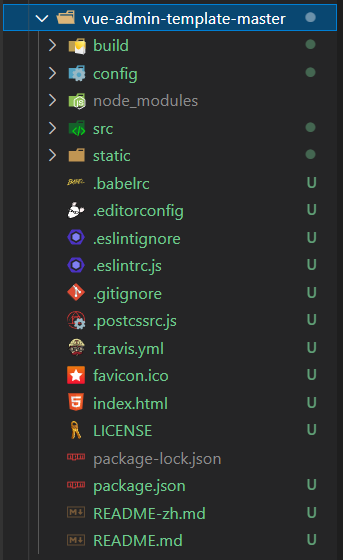 vue-admin-template-master
build
config
node_modules
src
static
.babelrc U
.editorconfig U
.eslintignore U
.eslintrc.js U
.gitignore U
.postcssrc.js U
.travis.yml U
favicon.ico U
index.html U
LICENSE U
package-lock.json
package.json U
README-zh.md U
README.md U